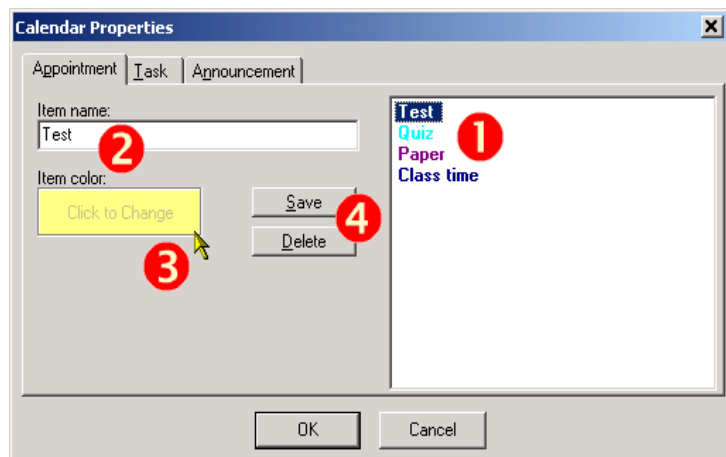 Calendar Properties
Appointment Task Announcement
Item name:
Test
2
Item color:
Click to Change
3
Save
Delete
4
Test
Quiz
Paper
Class time
1
OK Cancel